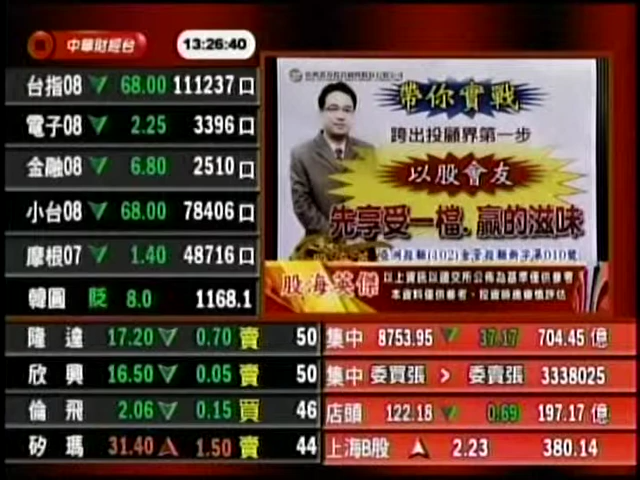 中華財經台
13:26:40
台指08 68.00 111237口
電子08 2.25 3396口
金融08 6.80 2510口
小台08 68.00 78406口
摩根07 1.40 48716口
韓圓 貶 8.0 1168.1
帶你實戰
跨出投顧界第一步
以股會友
先享受一檔,贏的滋味
股海英傑
以上資訊以證交所公佈為基準僅供參考
本資料僅供參考,投資時應審慎評估
隆達 17.20 0.70 賣 50
欣興 16.50 0.05 賣 50
倫飛 2.06 0.15 買 46
矽瑪 31.40 1.50 賣 44
集中 8753.95 37.17 704.45 億
集中 委買張 > 委賣張 3338025
店頭 122.18 0.69 197.17 億
上海B股 2.23 380.14